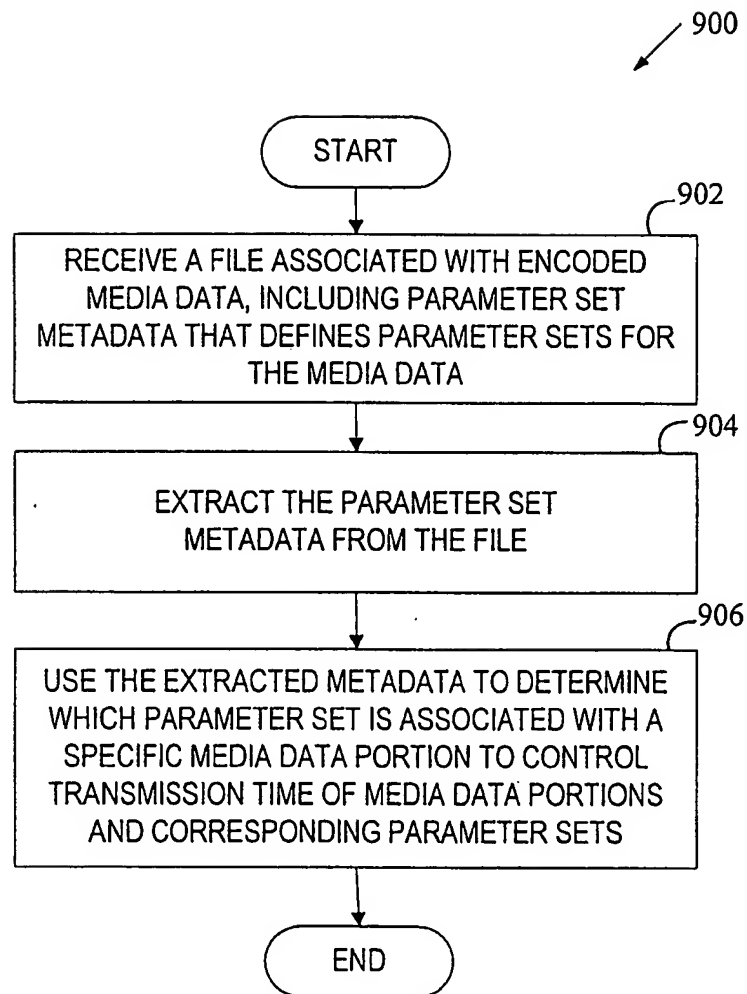 900
START
902
RECEIVE A FILE ASSOCIATED WITH ENCODED
MEDIA DATA, INCLUDING PARAMETER SET
METADATA THAT DEFINES PARAMETER SETS FOR
THE MEDIA DATA
904
EXTRACT THE PARAMETER SET
METADATA FROM THE FILE
906
USE THE EXTRACTED METADATA TO DETERMINE
WHICH PARAMETER SET IS ASSOCIATED WITH A
SPECIFIC MEDIA DATA PORTION TO CONTROL
TRANSMISSION TIME OF MEDIA DATA PORTIONS
AND CORRESPONDING PARAMETER SETS
END